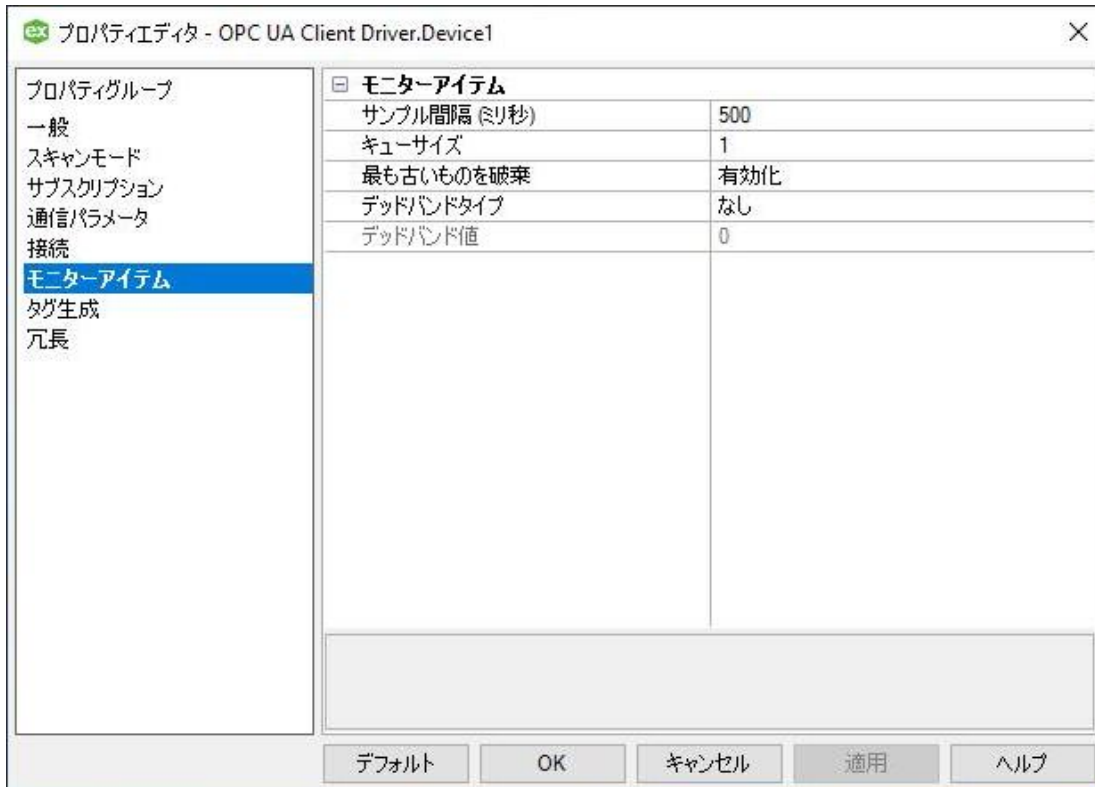 ex プロパティエディタ - OPC UA Client Driver.Device1
プロパティグループ
一般
スキャンモード
サブスクリプション
通信パラメータ
接続
モニターアイテム
タグ生成
冗長
モニターアイテム
サンプル間隔 (ミリ秒) 500
キューサイズ 1
最も古いものを破棄 有効化
デッドバンドタイプ なし
デッドバンド値 0
デフォルト OK キャンセル 適用 ヘルプ